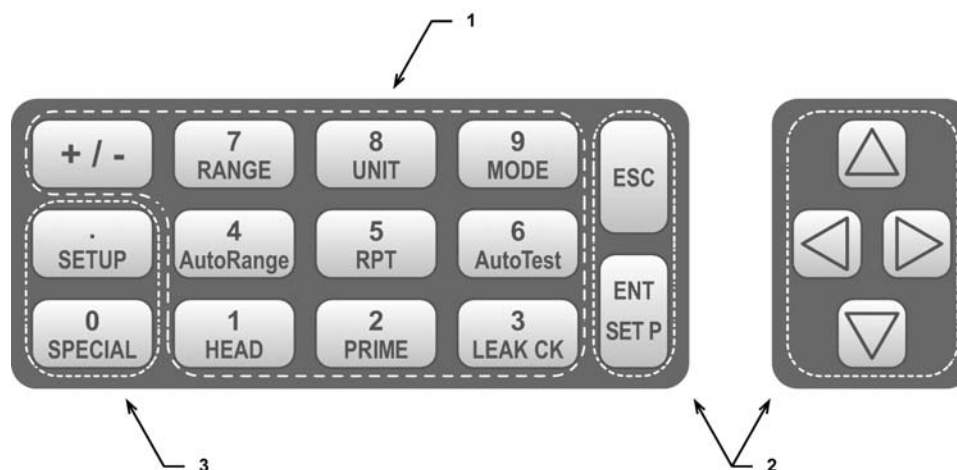 1
+ / -
7
RANGE
8
UNIT
9
MODE
ESC
.
SETUP
4
AutoRange
5
RPT
6
AutoTest
ENT
SET P
0
SPECIAL
1
HEAD
2
PRIME
3
LEAK CK
3
2